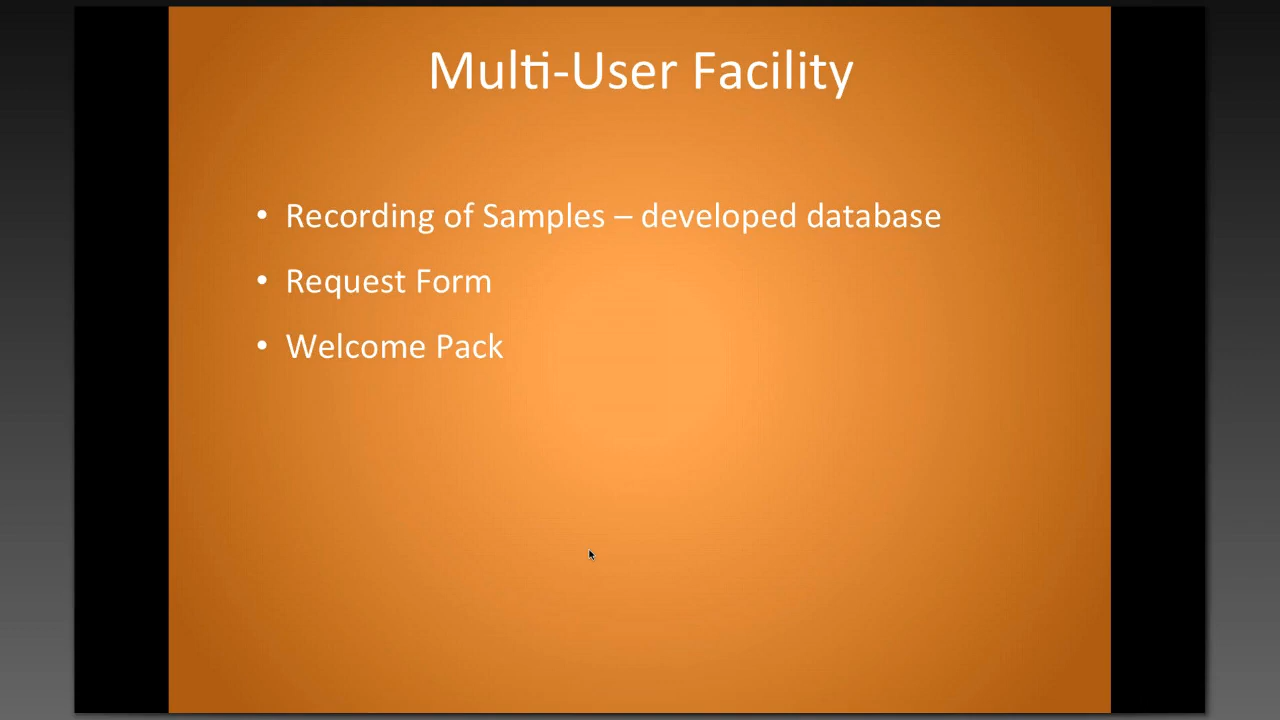 Multi-User Facility
• Recording of Samples – developed database
• Request Form
• Welcome Pack